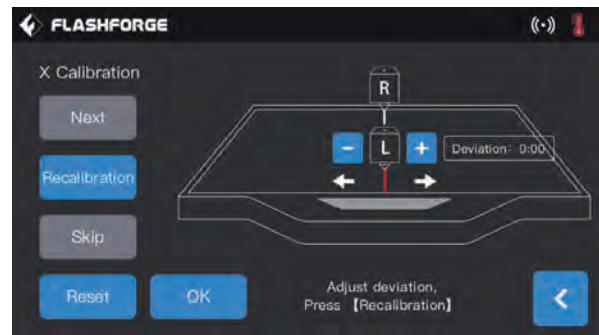 FLASHFORGE
X Calibration
Next
Recalibration
Skip
Reset
OK
R
L
- +
Deviation: 0:00
Adjust deviation,
Press 【Recalibration】